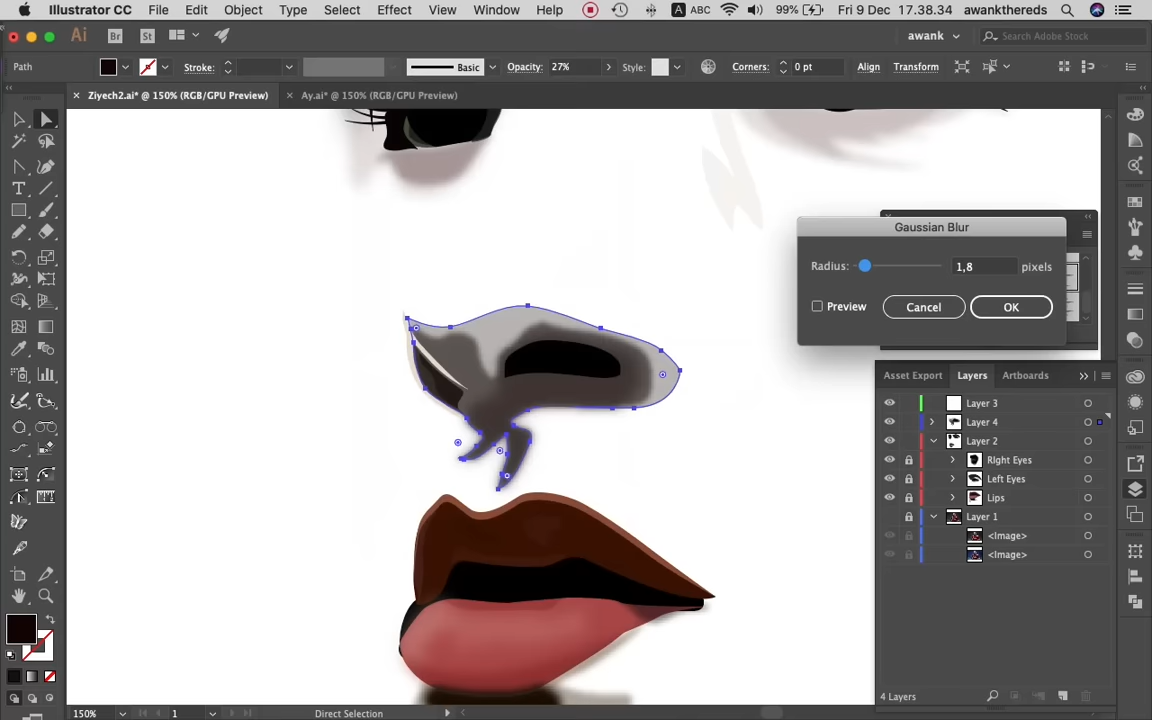 Illustrator CC File Edit Object Type Select Effect View Window Help A ABC 99% Fri 9 Dec 17.38.34 awankthereds
Ai Br St awank Search Adobe Stock
Path Stroke: Basic Opacity: 27% Style: Corners: 0 pt Align Transform
× Ziyech2.ai* @ 150% (RGB/GPU Preview) × Ay.ai* @ 150% (RGB/GPU Preview)
Gaussian Blur
Radius: 1,8 pixels
Preview Cancel OK
Asset Export Layers Artboards
Layer 3
Layer 4
Layer 2
RIght Eyes
Left Eyes
Lips
Layer 1
<Image>
<Image>
4 Layers
150% 1 Direct Selection